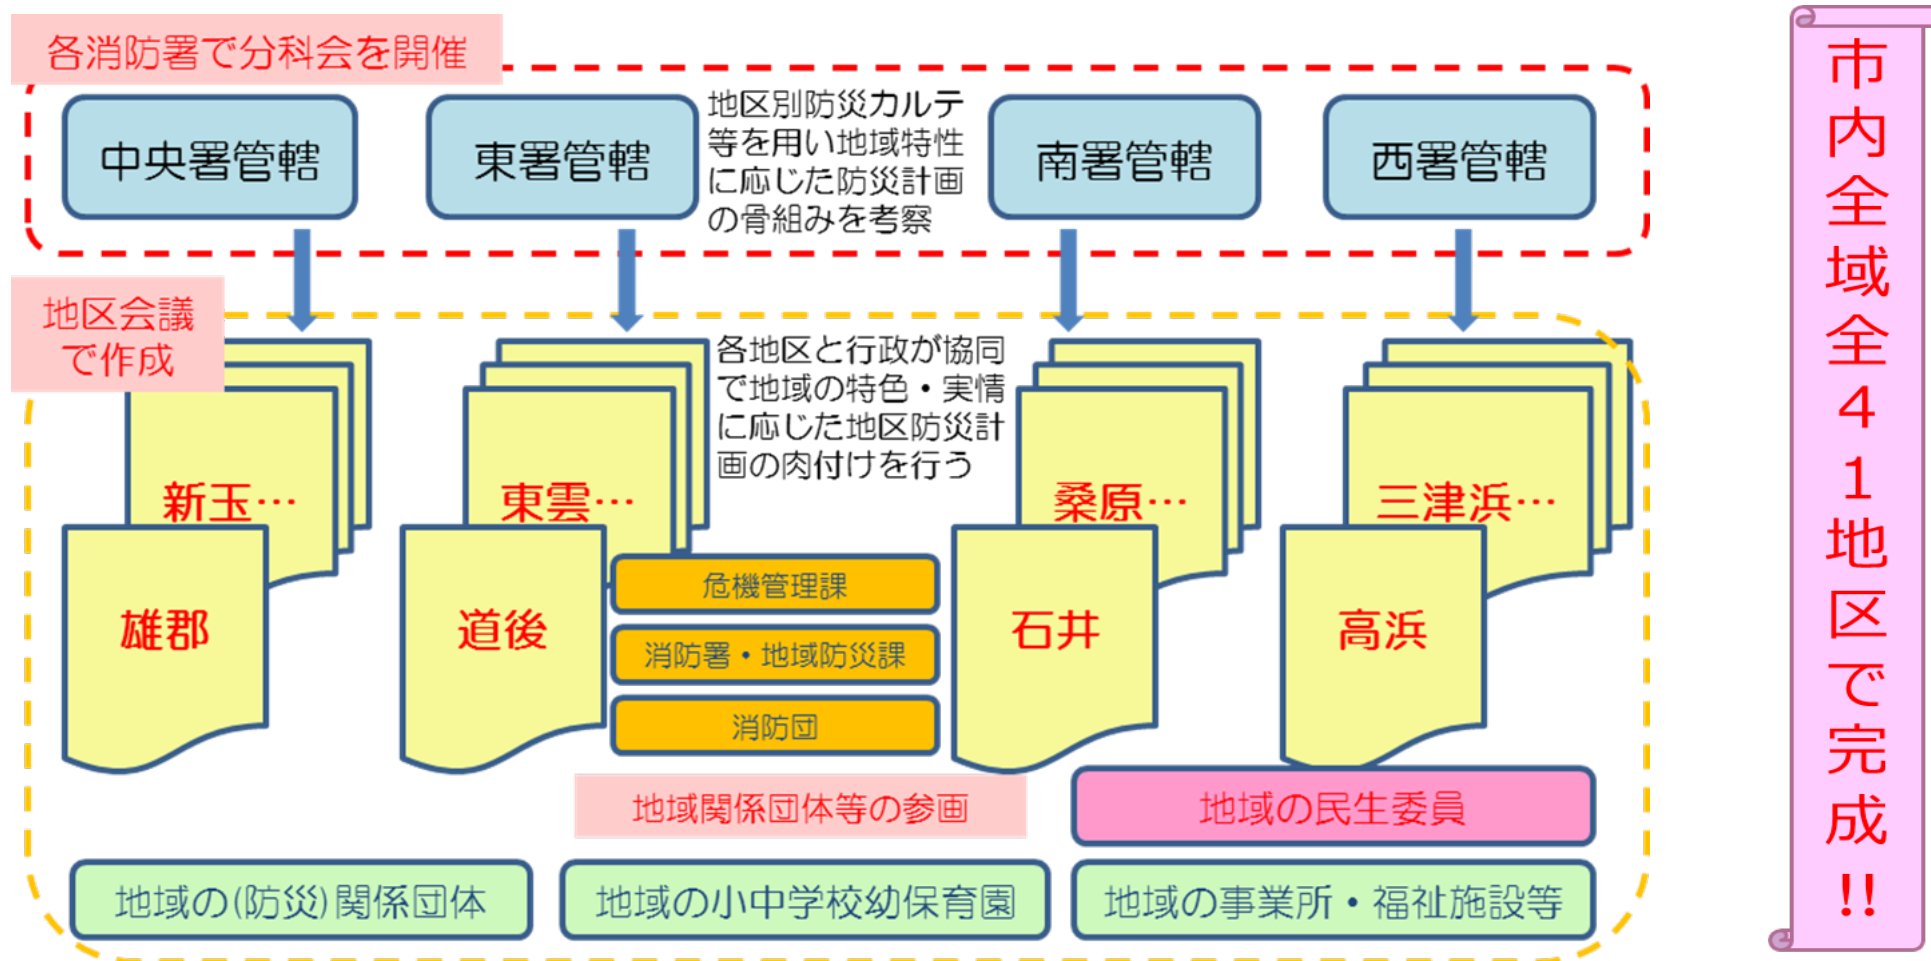 各消防署で分科会を開催
中央署管轄
東署管轄
地区別防災カルテ
等を用い地域特性
に応じた防災計画
の骨組みを考察
南署管轄
西署管轄
地区会議
で作成
各地区と行政が協同
で地域の特色・実情
に応じた地区防災計
画の肉付けを行う
新玉…
東雲…
桑原…
三津浜…
雄郡
道後
石井
高浜
危機管理課
消防署・地域防災課
消防団
地域関係団体等の参画
地域の民生委員
地域の(防災)関係団体
地域の小中学校幼保育園
地域の事業所・福祉施設等
市内全域全41地区で完成!!